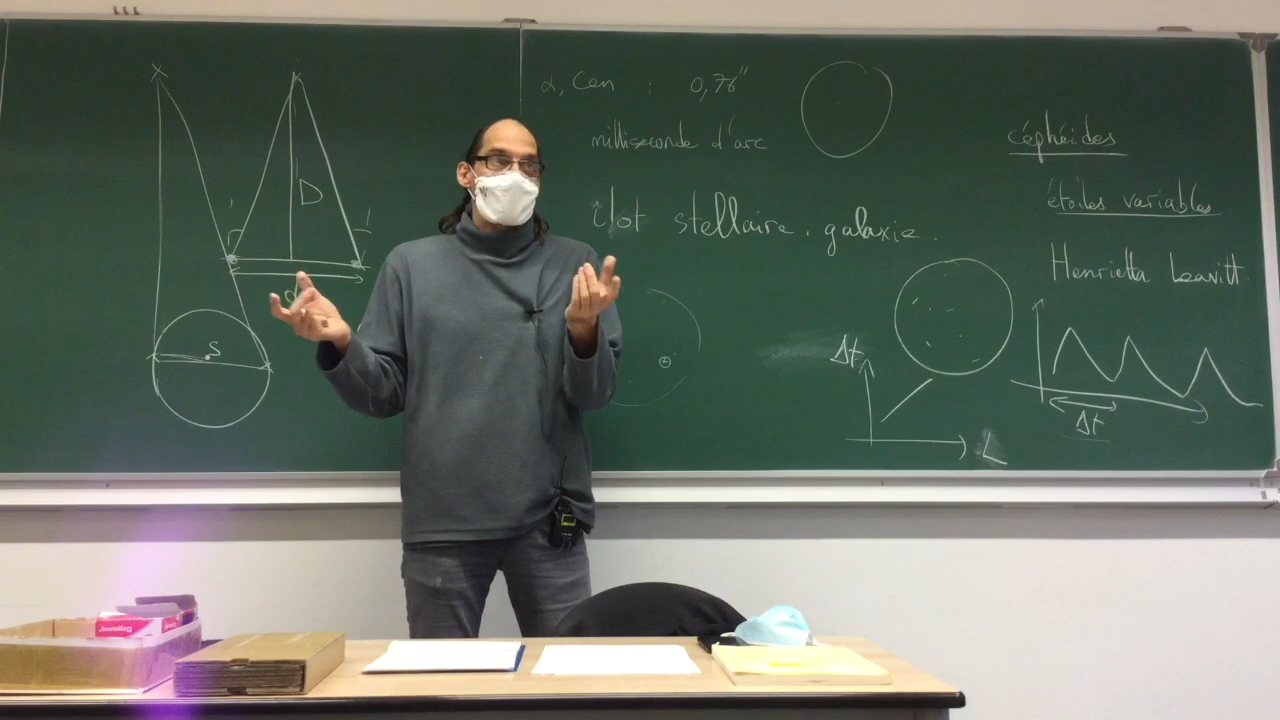 D
d
S
α, Cen : 0,76"
milliseconde d'arc
îlot stellaire. galaxie.
céphéides
étoiles variables
Henrietta Leavitt
Δt
L
Δt